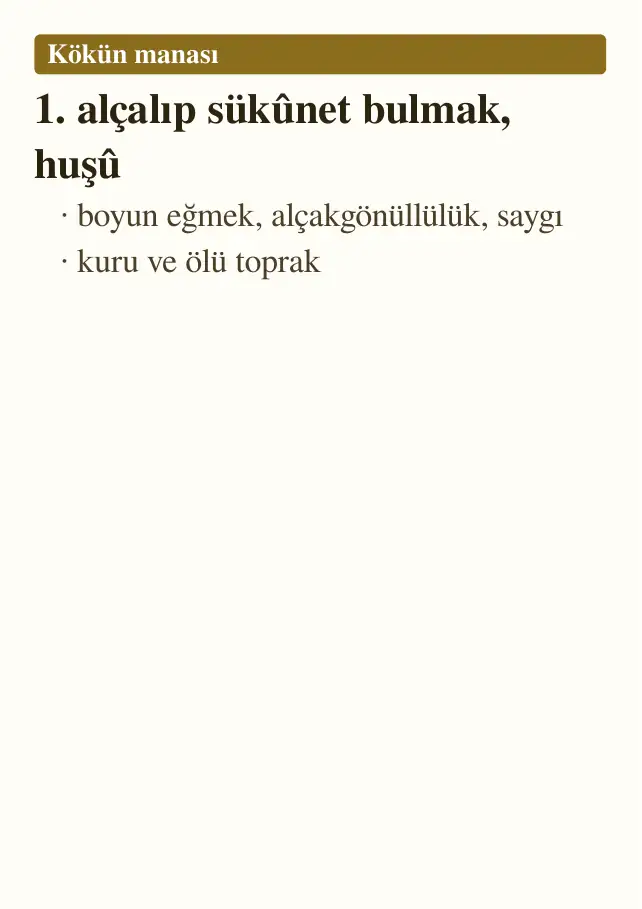 Kökün manası
1. alçalıp sükûnet bulmak,
huşû
· boyun eğmek, alçakgönüllülük, saygı
· kuru ve ölü toprak